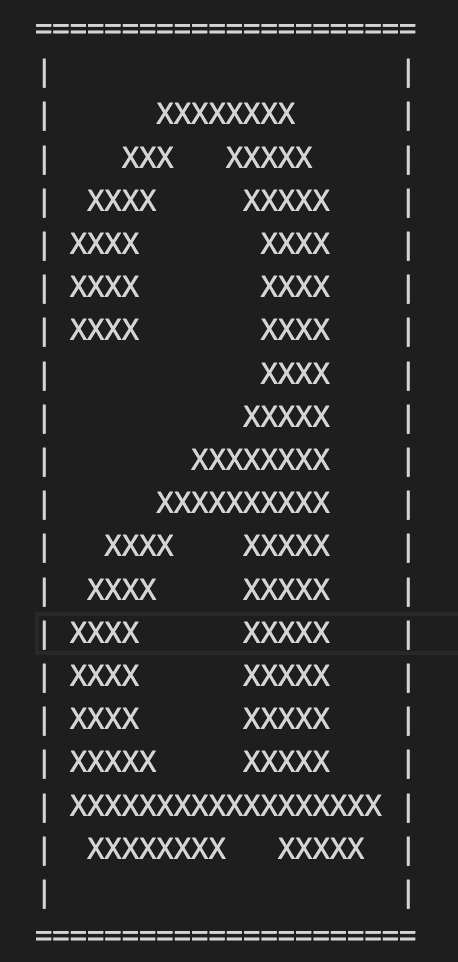 ======================
|                    |
|      XXXXXXXX      |
|    XXX   XXXXX     |
|  XXXX     XXXXX    |
| XXXX       XXXX    |
| XXXX       XXXX    |
| XXXX       XXXX    |
|            XXXX    |
|           XXXXX    |
|        XXXXXXXX    |
|      XXXXXXXXXX    |
|   XXXX    XXXXX    |
|  XXXX     XXXXX    |
| XXXX      XXXXX    |
| XXXX      XXXXX    |
| XXXX      XXXXX    |
| XXXXX     XXXXX    |
| XXXXXXXXXXXXXXXXXX |
|  XXXXXXXX   XXXXX  |
|                    |
======================